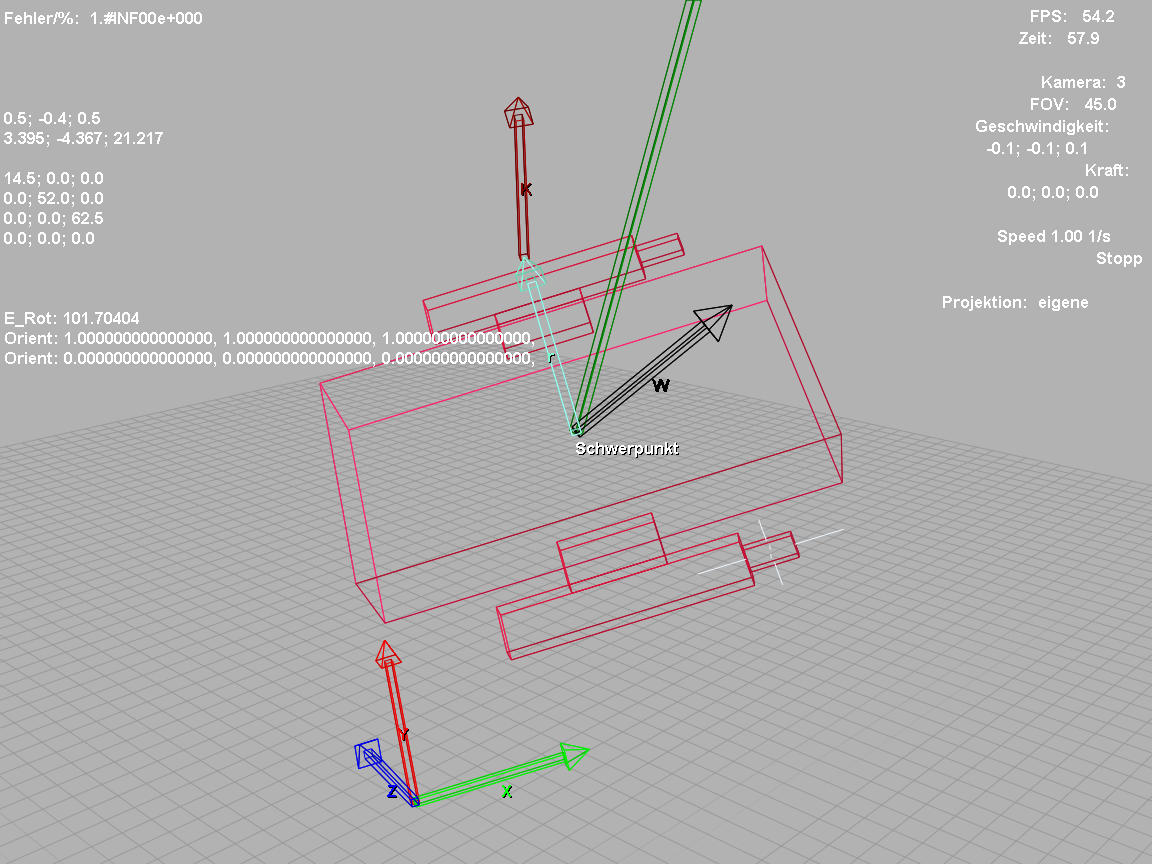 Fehler/%: 1.#INF00e+000
0.5; -0.4; 0.5
3.395; -4.367; 21.217
14.5; 0.0; 0.0
0.0; 52.0; 0.0
0.0; 0.0; 62.5
0.0; 0.0; 0.0
E_Rot: 101.70404
Orient: 1.000000000000000, 1.000000000000000, 1.000000000000000,
Orient: 0.000000000000000, 0.000000000000000, 0.000000000000000,
FPS: 54.2
Zeit: 57.9
Kamera: 3
FOV: 45.0
Geschwindigkeit:
-0.1; -0.1; 0.1
Kraft:
0.0; 0.0; 0.0
Speed 1.00 1/s
Stopp
Projektion: eigene
K
r
W
Schwerpunkt
Y
Z
X